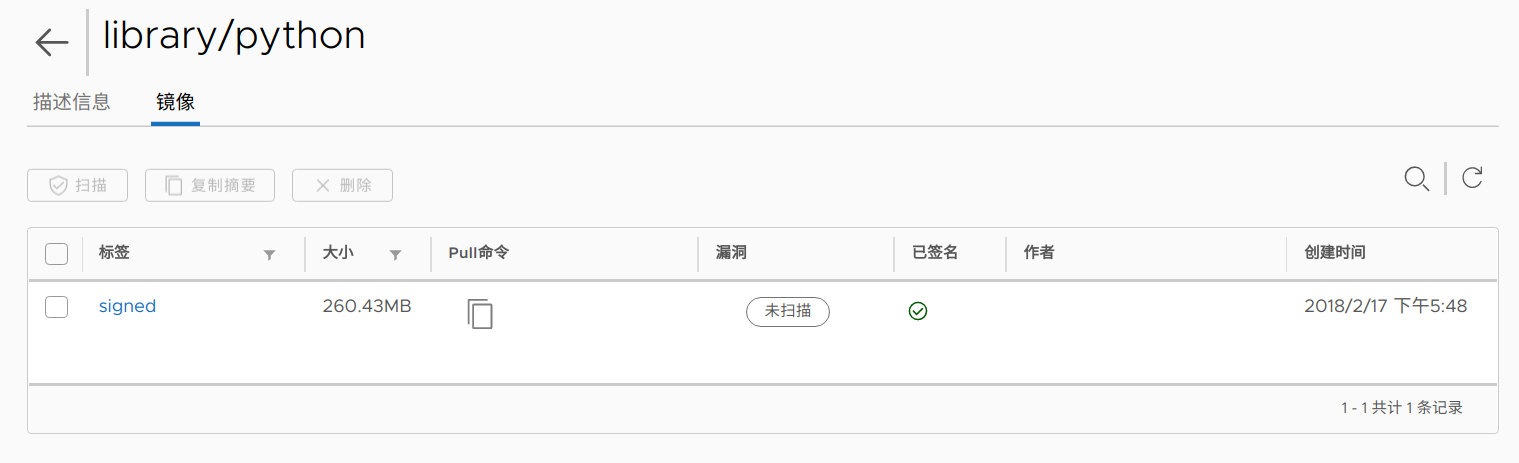 library/python
描述信息 镜像
扫描 复制摘要 删除
标签 大小 Pull命令 漏洞 已签名 作者 创建时间
signed 260.43MB 未扫描 2018/2/17 下午5:48
1 - 1 共计 1 条记录